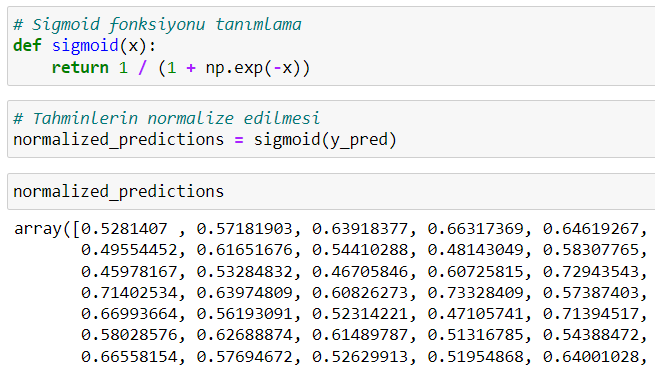 # Sigmoid fonksiyonu tanımlama
def sigmoid(x):
    return 1 / (1 + np.exp(-x))
# Tahminlerin normalize edilmesi
normalized_predictions = sigmoid(y_pred)
normalized_predictions
array([0.5281407 , 0.57181903, 0.63918377, 0.66317369, 0.64619267,
       0.49554452, 0.61651676, 0.54410288, 0.48143049, 0.58307765,
       0.45978167, 0.53284832, 0.46705846, 0.60725815, 0.72943543,
       0.71402534, 0.63974809, 0.60826273, 0.73328409, 0.57387403,
       0.66993664, 0.56193091, 0.52314221, 0.47105741, 0.71394517,
       0.58028576, 0.62688874, 0.61489787, 0.51316785, 0.54388472,
       0.66558154, 0.57694672, 0.52629913, 0.51954868, 0.64001028,